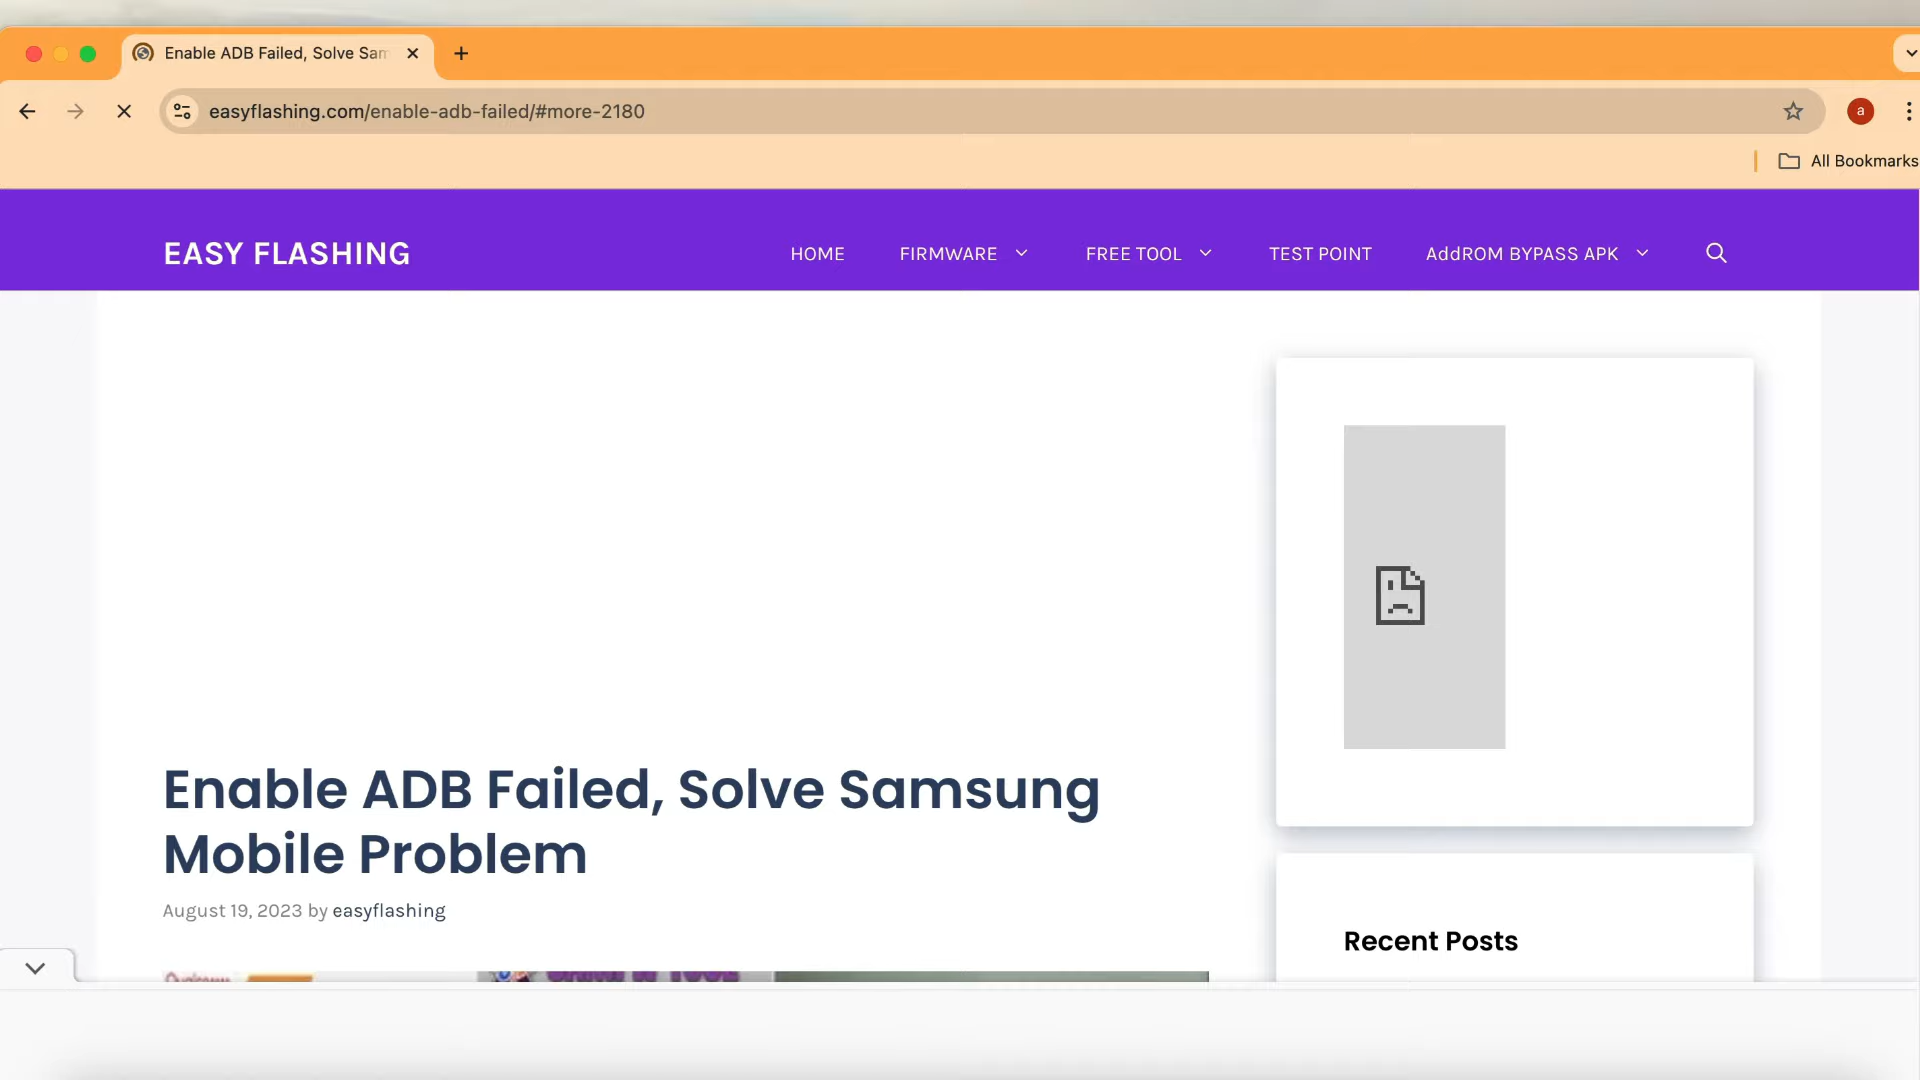 Enable ADB Failed, Solve Sam
easyflashing.com/enable-adb-failed/#more-2180
a
All Bookmarks
EASY FLASHING
HOME
FIRMWARE
FREE TOOL
TEST POINT
AddROM BYPASS APK
Enable ADB Failed, Solve Samsung
Mobile Problem
August 19, 2023 by easyflashing
Recent Posts